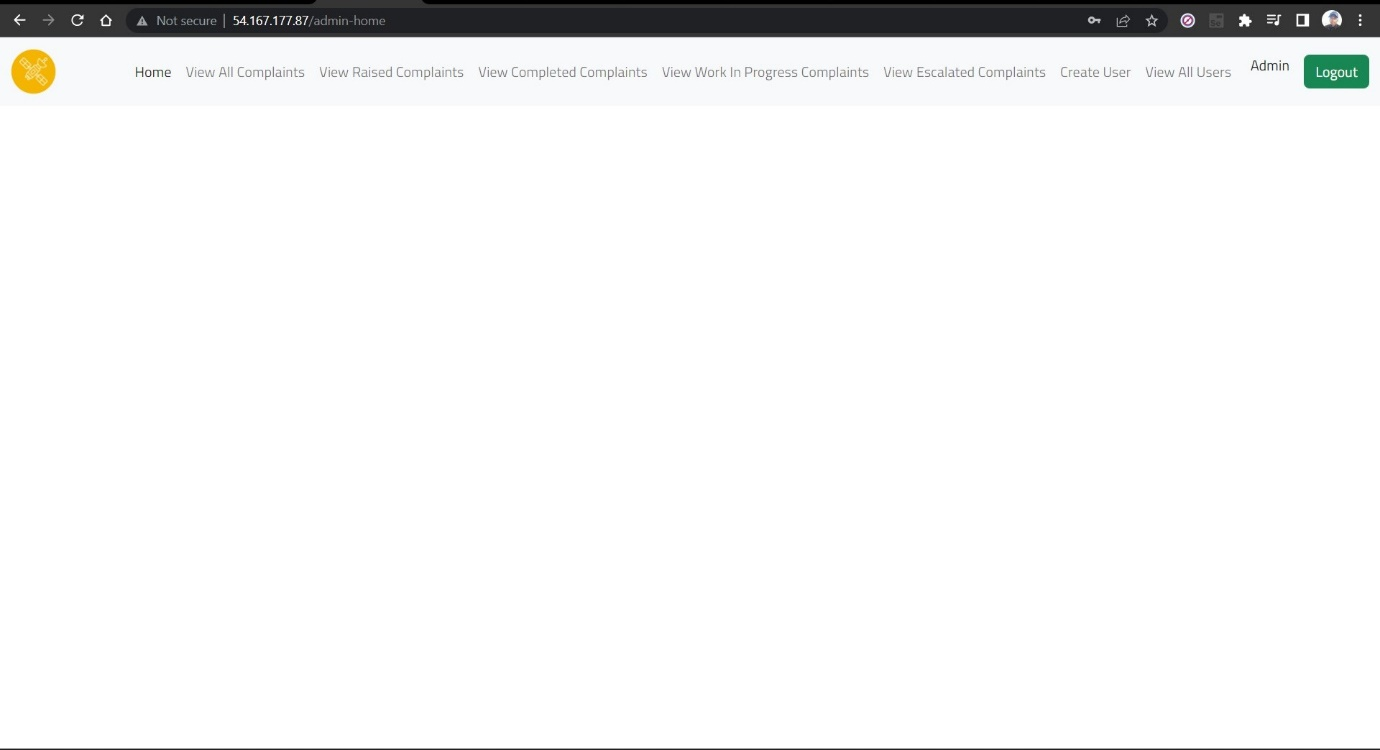 Not secure | 54.167.177.87/admin-home
Home View All Complaints View Raised Complaints View Completed Complaints View Work In Progress Complaints View Escalated Complaints Create User View All Users Admin Logout